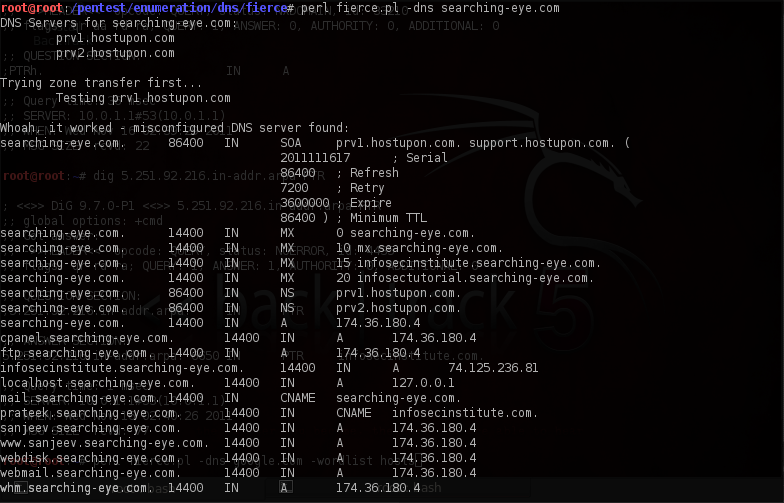 root@root:/pentest/enumeration/dns/fierce# perl fierce.pl -dns searching-eye.com
DNS Servers for searching-eye.com:
prv1.hostupon.com
prv2.hostupon.com
Trying zone transfer first...
Testing prv1.hostupon.com
Whoah, it worked - misconfigured DNS server found:
searching-eye.com. 86400 IN SOA prv1.hostupon.com. support.hostupon.com. (
2011111617 ; Serial
86400 ; Refresh
7200 ; Retry
3600000 ; Expire
86400 ) ; Minimum TTL
searching-eye.com. 14400 IN MX 0 searching-eye.com.
searching-eye.com. 14400 IN MX 10 mx.searching-eye.com.
searching-eye.com. 14400 IN MX 15 infosecinstitute.searching-eye.com.
searching-eye.com. 14400 IN MX 20 infosectutorial.searching-eye.com.
searching-eye.com. 86400 IN NS prv1.hostupon.com.
searching-eye.com. 86400 IN NS prv2.hostupon.com.
searching-eye.com. 14400 IN A 174.36.180.4
cpanel.searching-eye.com. 14400 IN A 174.36.180.4
ftp.searching-eye.com. 14400 IN A 174.36.180.4
infosecinstitute.searching-eye.com. 14400 IN A 74.125.236.81
localhost.searching-eye.com. 14400 IN A 127.0.0.1
mail.searching-eye.com. 14400 IN CNAME searching-eye.com.
prateek.searching-eye.com. 14400 IN CNAME infosecinstitute.com.
sanjeev.searching-eye.com. 14400 IN A 174.36.180.4
www.sanjeev.searching-eye.com. 14400 IN A 174.36.180.4
webdisk.searching-eye.com. 14400 IN A 174.36.180.4
webmail.searching-eye.com. 14400 IN A 174.36.180.4
whm.searching-eye.com. 14400 IN A 174.36.180.4